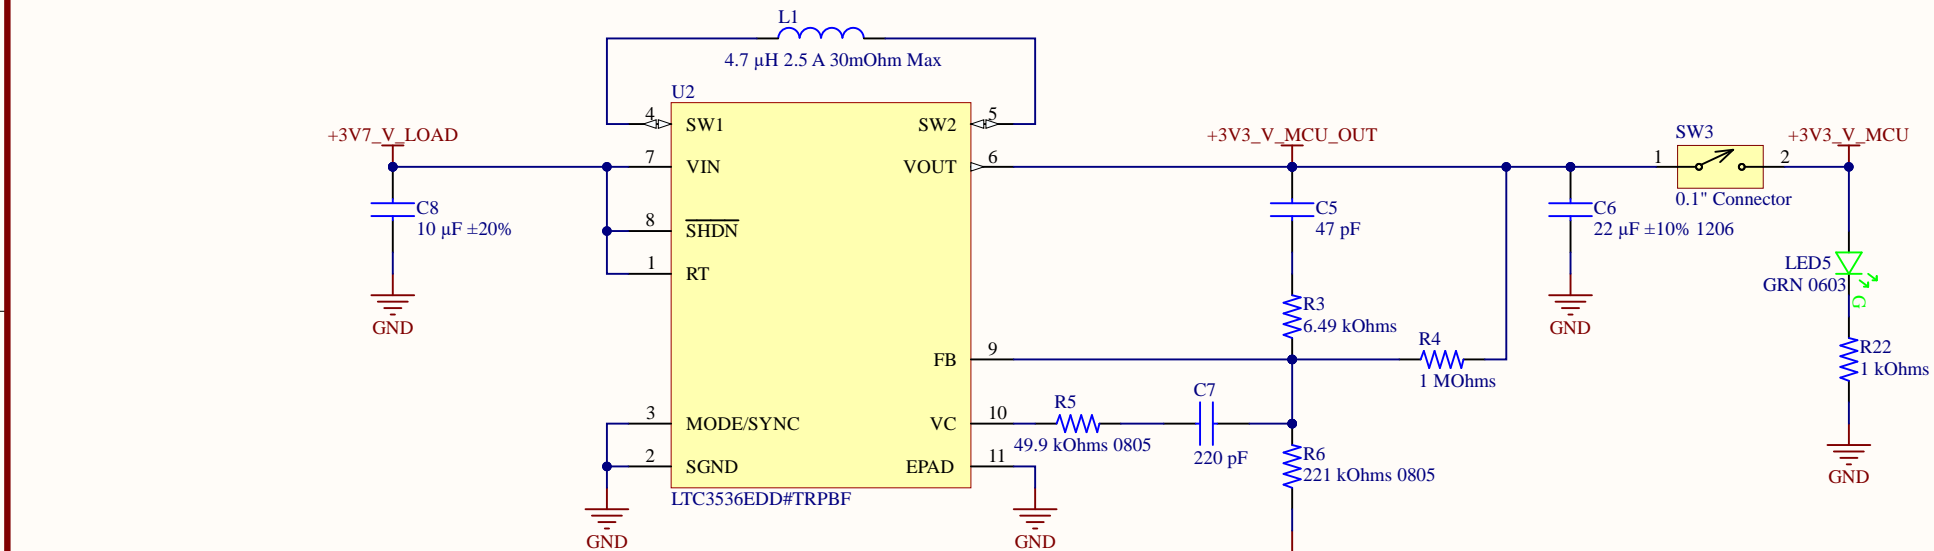 L1
4.7 µH 2.5 A 30mOhm Max
U2
4
SW1
SW2
5
+3V7_V_LOAD
7
VIN
VOUT
6
+3V3_V_MCU_OUT
SW3
1
2
0.1" Connector
+3V3_V_MCU
C8
10 µF ±20%
GND
8
SHDN
1
RT
C5
47 pF
C6
22 µF ±10% 1206
GND
LED5
GRN 0603
G
R3
6.49 kOhms
FB
9
R4
1 MOhms
R22
1 kOhms
GND
3
MODE/SYNC
VC
10
R5
49.9 kOhms 0805
C7
220 pF
2
SGND
EPAD
11
R6
221 kOhms 0805
LTC3536EDD#TRPBF
GND
GND